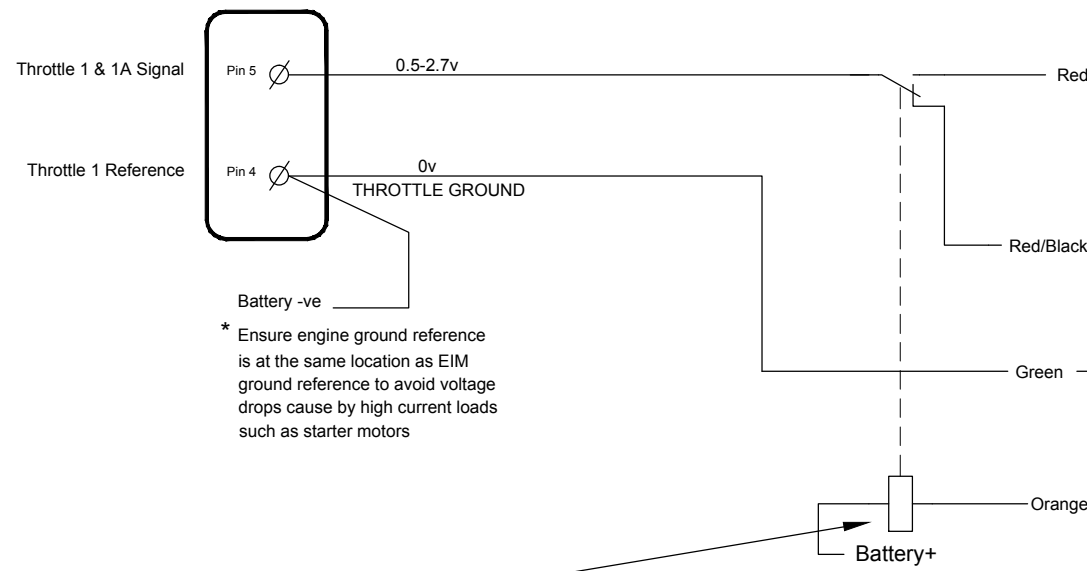 Throttle 1 & 1A Signal
Pin 5
0.5-2.7v
Red
Throttle 1 Reference
Pin 4
0v
THROTTLE GROUND
Red/Black
Battery -ve
* Ensure engine ground reference
is at the same location as EIM
ground reference to avoid voltage
drops cause by high current loads
such as starter motors
Green
Orange
Battery+